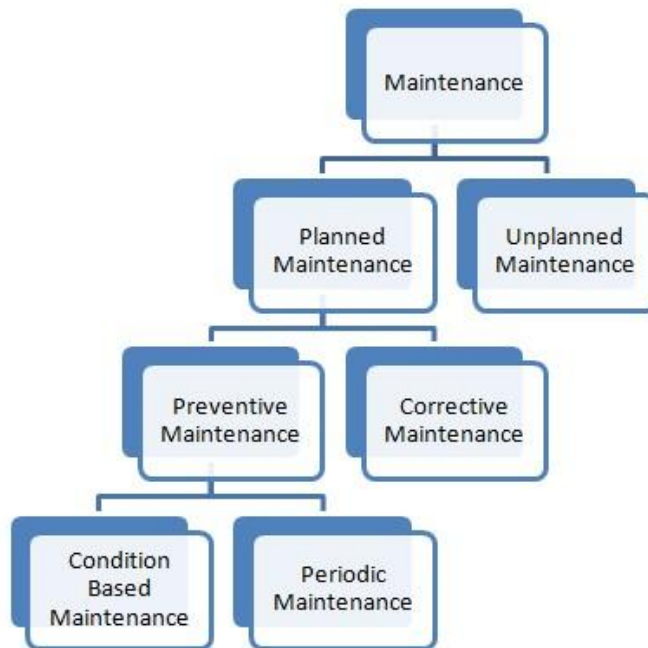 Maintenance
Planned
Maintenance
Unplanned
Maintenance
Preventive
Maintenance
Corrective
Maintenance
Condition
Based
Maintenance
Periodic
Maintenance